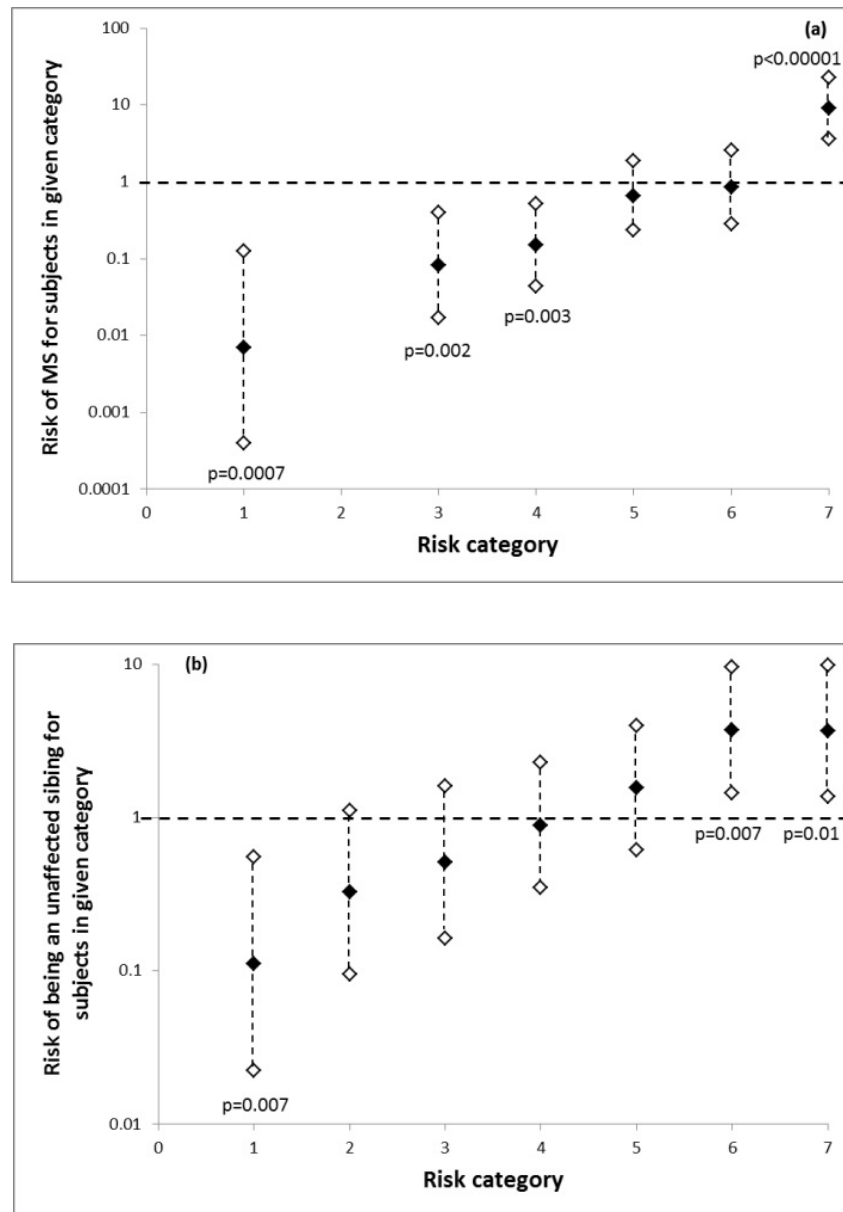 (a)
p<0.00001
Risk of MS for subjects in given category
100
10
1
0.1
0.01
0.001
0.0001
p=0.0007
p=0.002
p=0.003
0
1
2
3
4
5
6
7
Risk category
(b)
Risk of being an unaffected sibing for
subjects in given category
10
1
0.1
0.01
p=0.007
p=0.007
p=0.01
0
1
2
3
4
5
6
7
Risk category